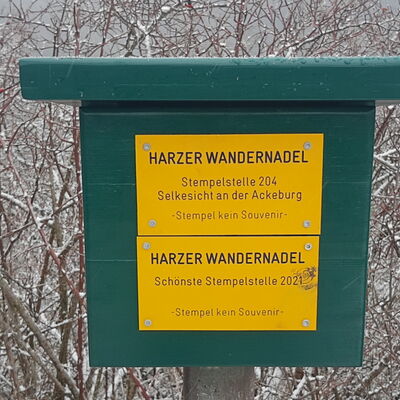 HARZER WANDERNADEL
Stempelstelle 204
Selkesicht an der Ackeburg
-Stempel kein Souvenir-
HARZER WANDERNADEL
Schönste Stempelstelle 2021
-Stempel kein Souvenir-